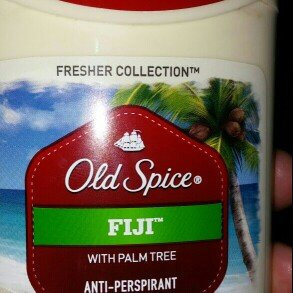 FRESHER COLLECTION™
Old Spice®
FIJI™
WITH PALM TREE
ANTI-PERSPIRANT